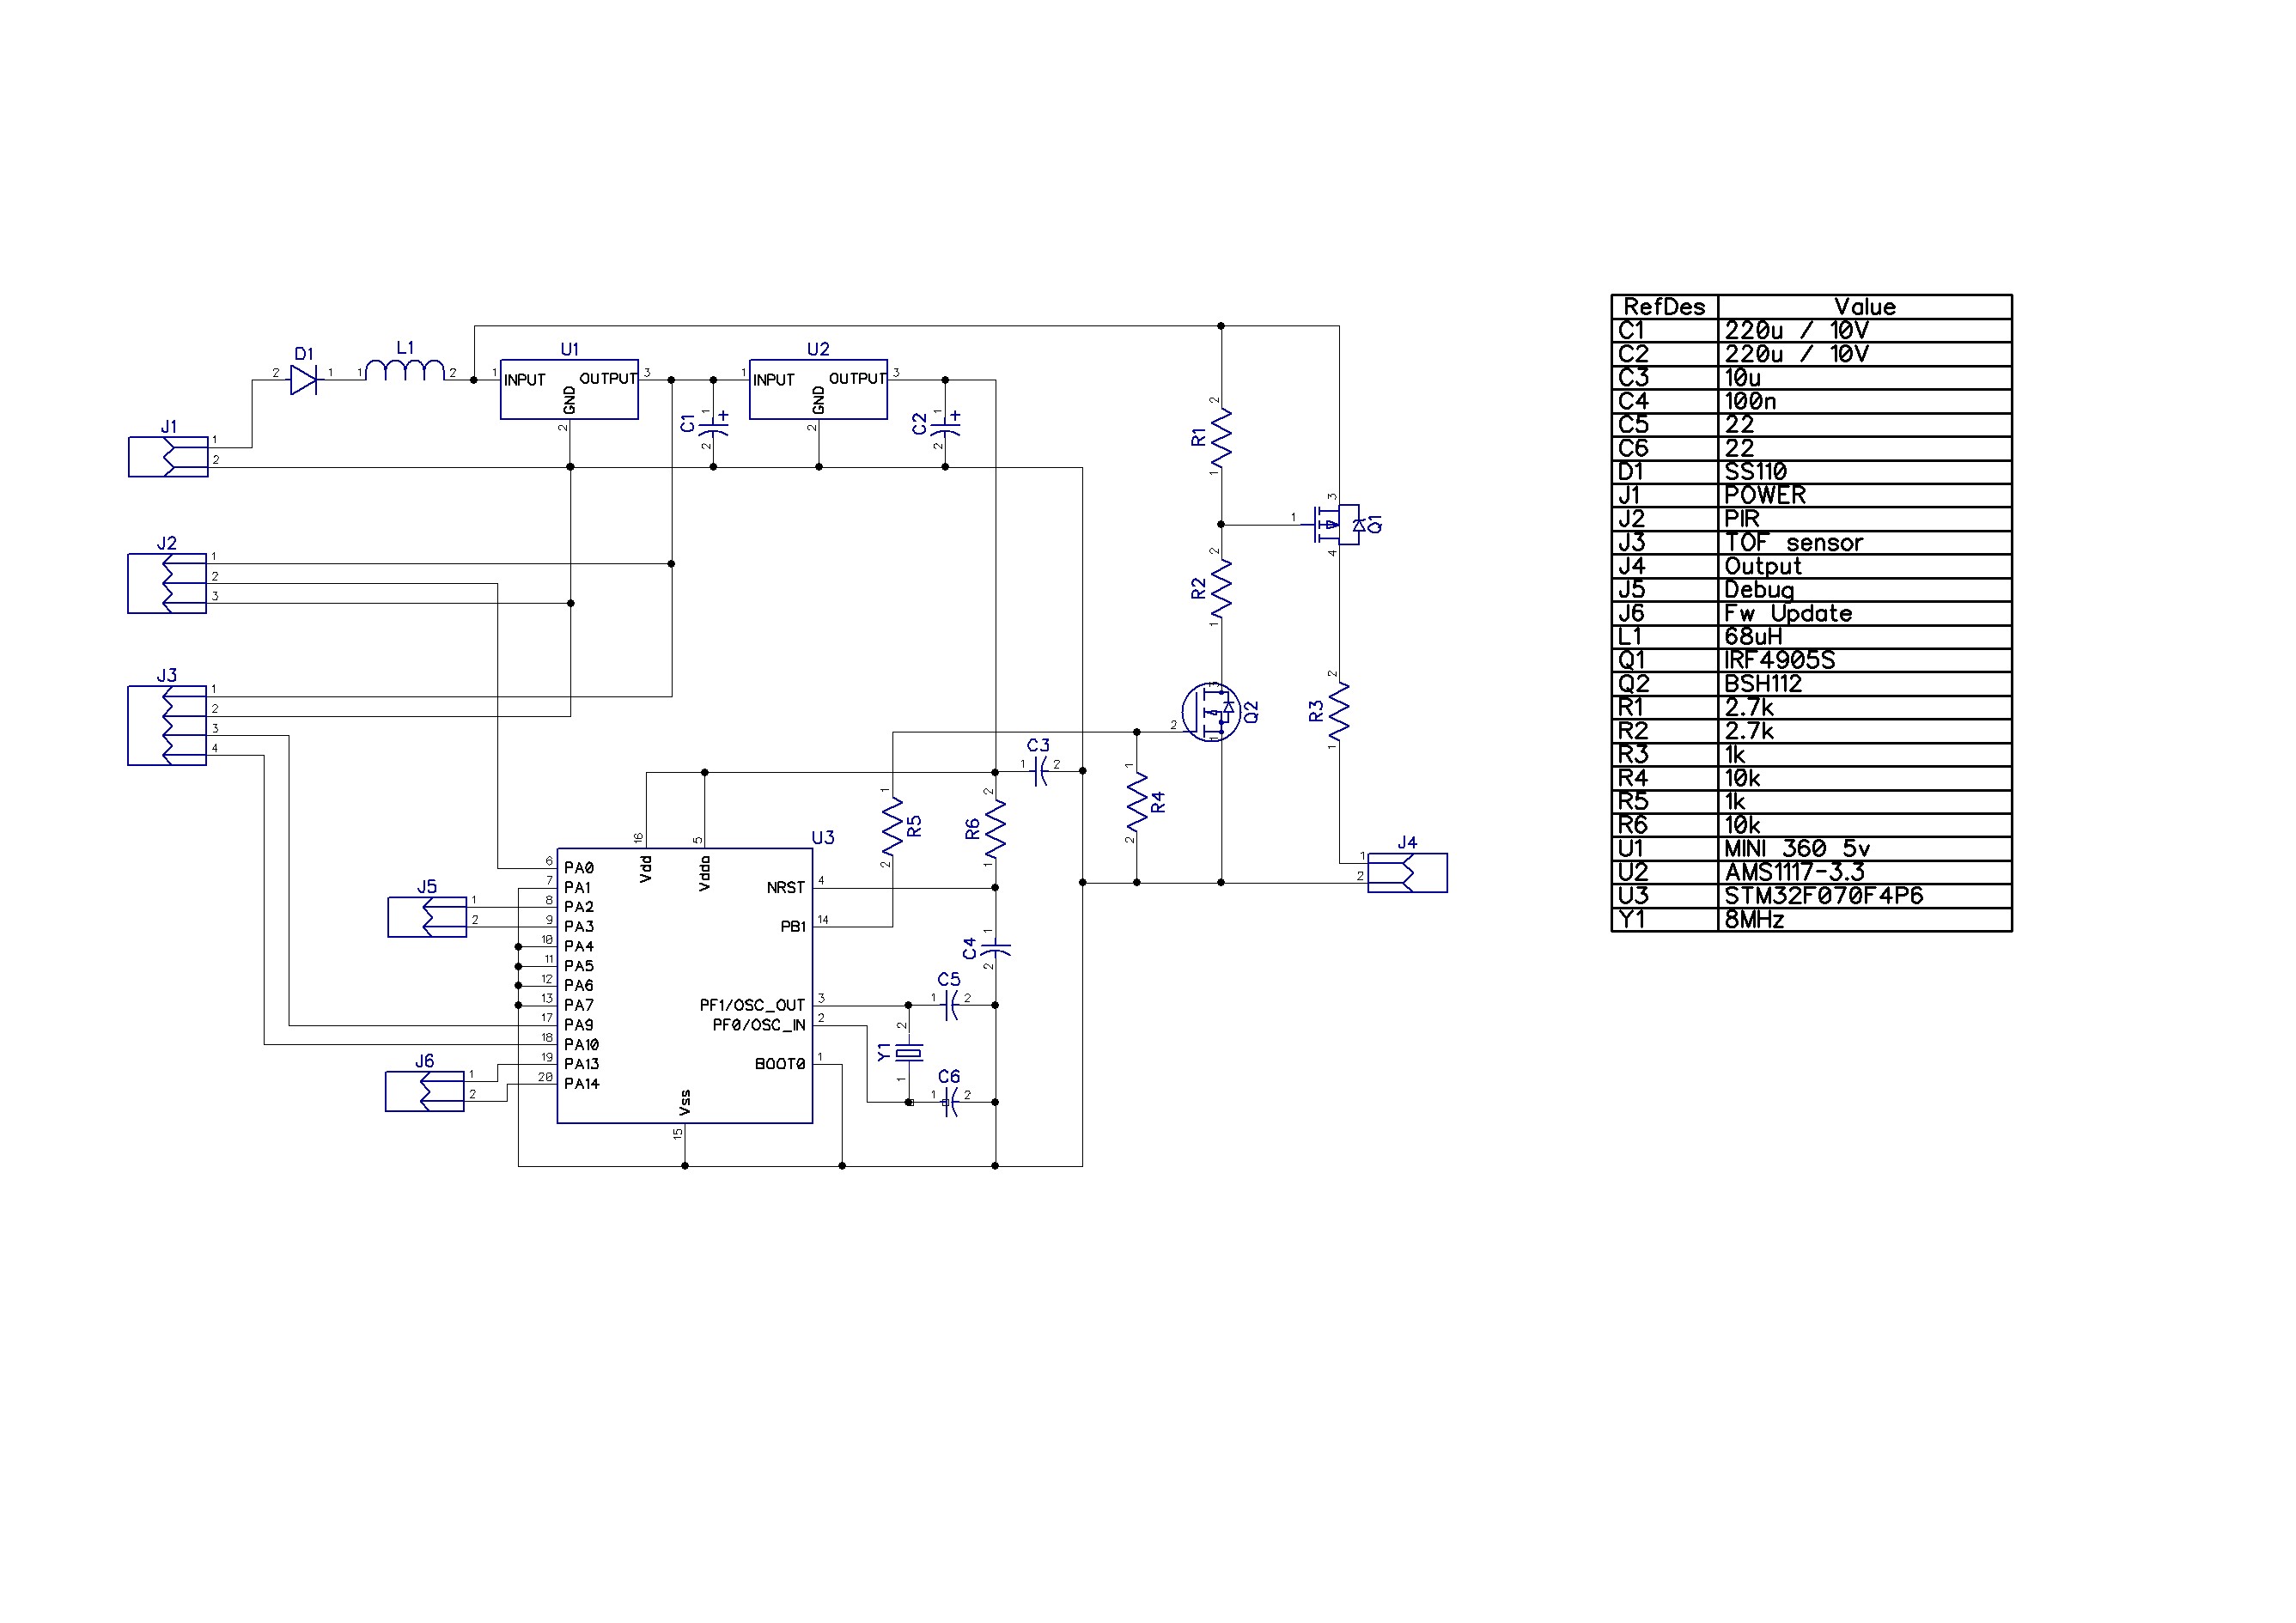 RefDes Value
C1 220u / 10V
C2 220u / 10V
C3 10u
C4 100n
C5 22
C6 22
D1 SS110
J1 POWER
J2 PIR
J3 TOF sensor
J4 Output
J5 Debug
J6 Fw Update
L1 68uH
Q1 IRF4905S
Q2 BSH112
R1 2.7k
R2 2.7k
R3 1k
R4 10k
R5 1k
R6 10k
U1 MINI 360 5v
U2 AMS1117-3.3
U3 STM32F070F4P6
Y1 8MHz
D1
2 1
L1
1 2
U1
1 INPUT OUTPUT 3
GND
2
U2
1 INPUT OUTPUT 3
GND
2
C1
1 +
2
C2
1 +
2
J1
1
2
J2
1
2
3
J3
1
2
3
4
R1
2
1
R2
2
1
Q1
3
1
4
Q2
3
2
1
R3
2
1
C3
1 2
R4
1
2
R5
1
2
R6
2
1
J4
1
2
U3
16 Vdd
5 Vdda
6 PA0
7 PA1
8 PA2
9 PA3
10 PA4
11 PA5
12 PA6
13 PA7
17 PA9
18 PA10
19 PA13
20 PA14
NRST 4
PB1 14
PF1/OSC_OUT 3
PF0/OSC_IN 2
BOOT0 1
Vss
15
J5
1
2
J6
1
2
C4
1
2
C5
1 2
Y1
2
1
C6
1 2